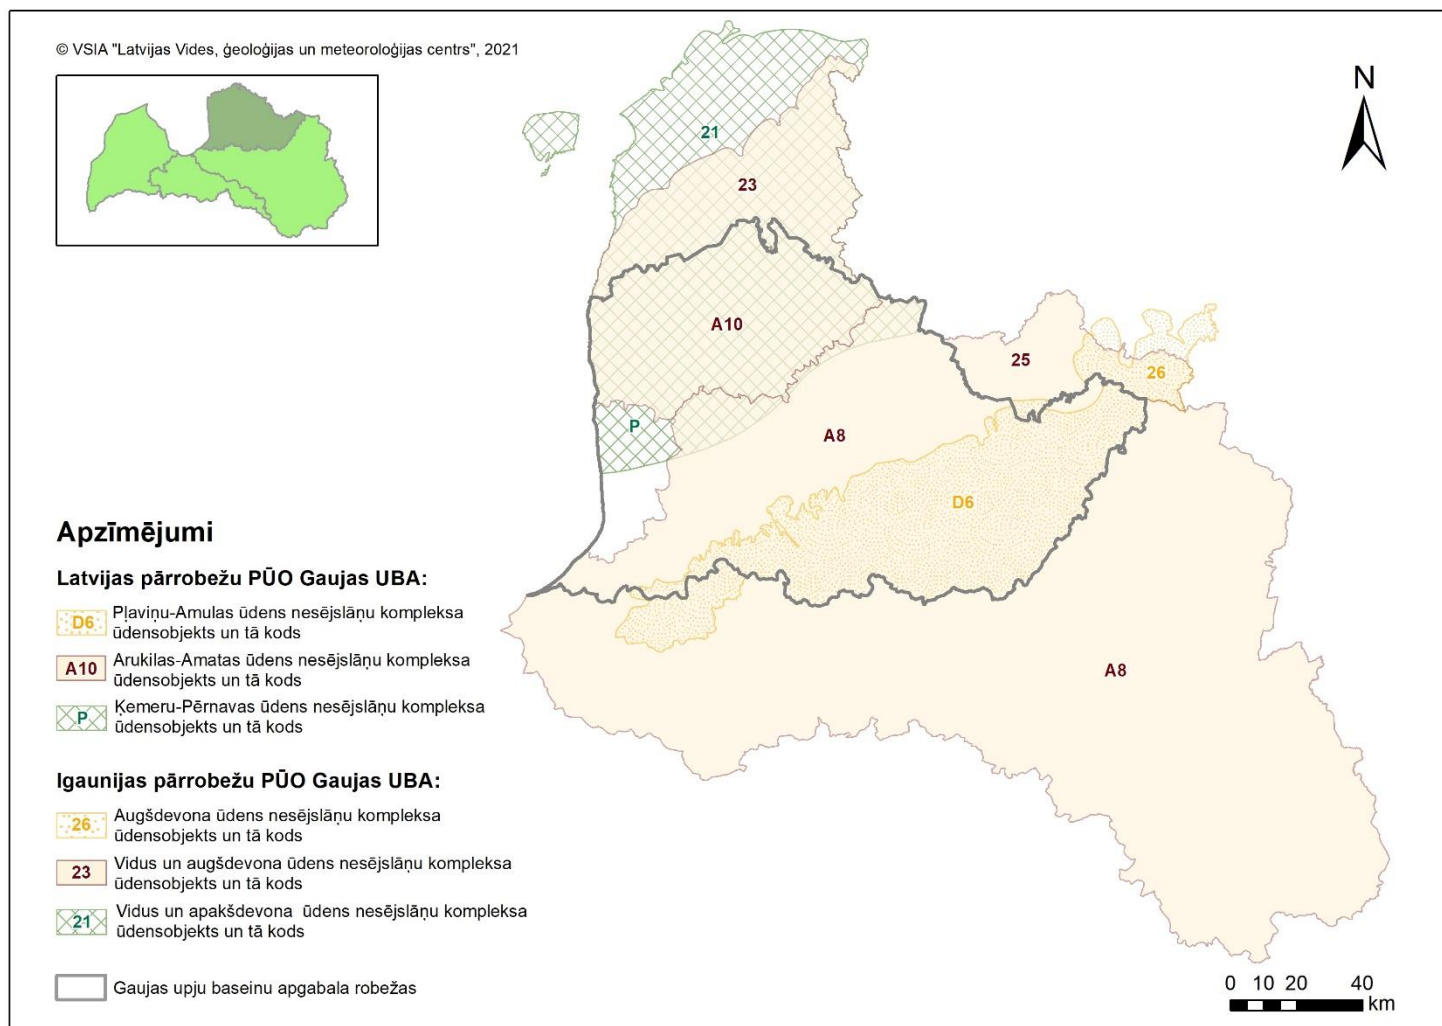 © VSIA "Latvijas Vides, ģeoloģijas un meteoroloģijas centrs", 2021
N
21
23
A10
25
26
P
A8
D6
A8
Apzīmējumi
Latvijas pārrobežu PŪO Gaujas UBA:
D6
Pļaviņu-Amulas ūdens nesējslāņu kompleksa
ūdensobjekts un tā kods
A10
Arukilas-Amatas ūdens nesējslāņu kompleksa
ūdensobjekts un tā kods
P
Ķemeru-Pērnavas ūdens nesējslāņu kompleksa
ūdensobjekts un tā kods
Igaunijas pārrobežu PŪO Gaujas UBA:
26
Augšdevona ūdens nesējslāņu kompleksa
ūdensobjekts un tā kods
23
Vidus un augšdevona ūdens nesējslāņu kompleksa
ūdensobjekts un tā kods
21
Vidus un apakšdevona ūdens nesējslāņu kompleksa
ūdensobjekts un tā kods
Gaujas upju baseinu apgabala robežas
0 10 20 40
km